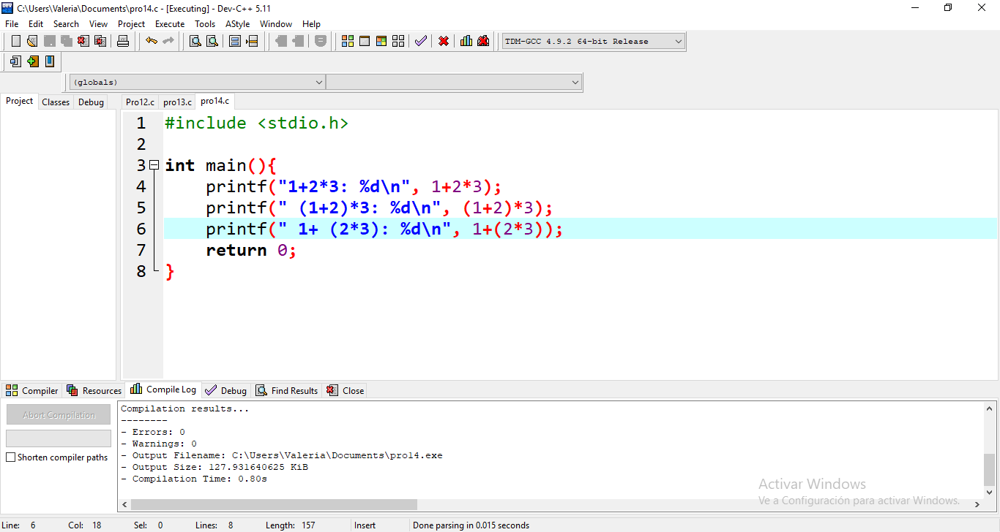 C:\Users\Valeria\Documents\pro14.c - [Executing] - Dev-C++ 5.11
File Edit Search View Project Execute Tools AStyle Window Help
TDM-GCC 4.9.2 64-bit Release
(globals)
Project Classes Debug Pro12.c pro13.c pro14.c
1 #include <stdio.h>
2
3 int main(){
4 printf("1+2*3: %d\n", 1+2*3);
5 printf(" (1+2)*3: %d\n", (1+2)*3);
6 printf(" 1+ (2*3): %d\n", 1+(2*3));
7 return 0;
8 }
Compiler Resources Compile Log Debug Find Results Close
Abort Compilation
Shorten compiler paths
Compilation results...
--------
- Errors: 0
- Warnings: 0
- Output Filename: C:\Users\Valeria\Documents\pro14.exe
- Output Size: 127.931640625 KiB
- Compilation Time: 0.80s
Activar Windows
Ve a Configuración para activar Windows.
Line: 6 Col: 18 Sel: 0 Lines: 8 Length: 157 Insert Done parsing in 0.015 seconds